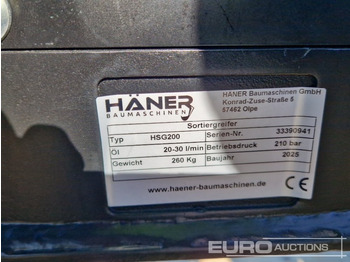 HÄNER
BAUMASCHINEN
HÄNER Baumaschinen GmbH
Konrad-Zuse-Straße 5
57462 Olpe
Sortiergreifer
Typ HSG200 Serien-Nr. 33390941
Öl 20-30 l/min Betriebsdruck 210 bar
Gewicht 260 Kg Baujahr 2025
www.haener-baumaschinen.de CE
EURO AUCTIONS